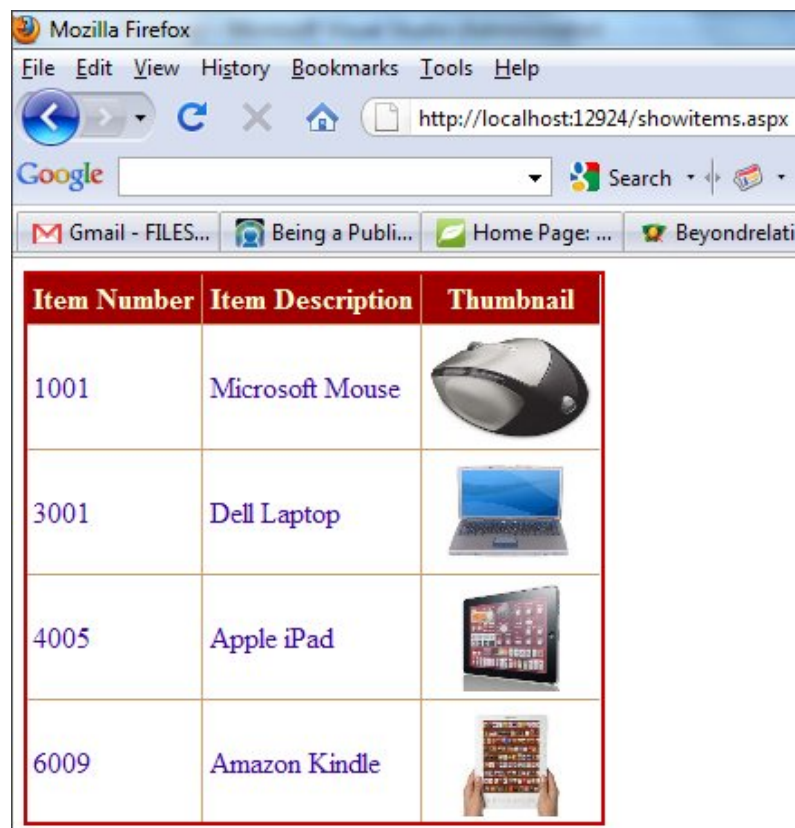 Mozilla Firefox
File Edit View History Bookmarks Tools Help
http://localhost:12924/showitems.aspx
Google Search
Gmail - FILES... Being a Publi... Home Page: ... Beyondrelati
Item Number Item Description Thumbnail
1001 Microsoft Mouse
3001 Dell Laptop
4005 Apple iPad
6009 Amazon Kindle